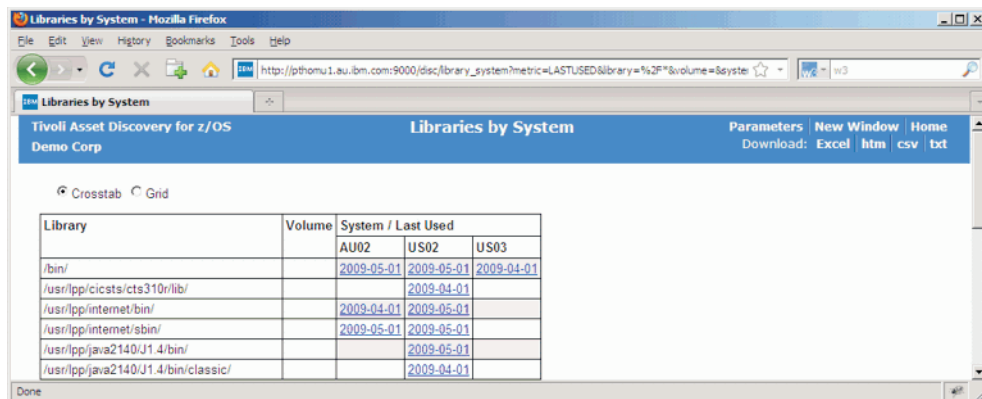 Libraries by System - Mozilla Firefox
File Edit View History Bookmarks Tools Help
IBM http://pthomu1.au.ibm.com:9000/disc/library_system?metric=LASTUSED&library=%2F*&volume=&syste w3
IBM Libraries by System
Tivoli Asset Discovery for z/OS Libraries by System Parameters New Window Home
Demo Corp Download: Excel htm csv txt
Crosstab Grid
Library Volume System / Last Used
AU02 US02 US03
/bin/ 2009-05-01 2009-05-01 2009-04-01
/usr/lpp/cicsts/cts310r/lib/ 2009-04-01
/usr/lpp/internet/bin/ 2009-04-01 2009-05-01
/usr/lpp/internet/sbin/ 2009-05-01 2009-05-01
/usr/lpp/java2140/J1.4/bin/ 2009-05-01
/usr/lpp/java2140/J1.4/bin/classic/ 2009-04-01
Done